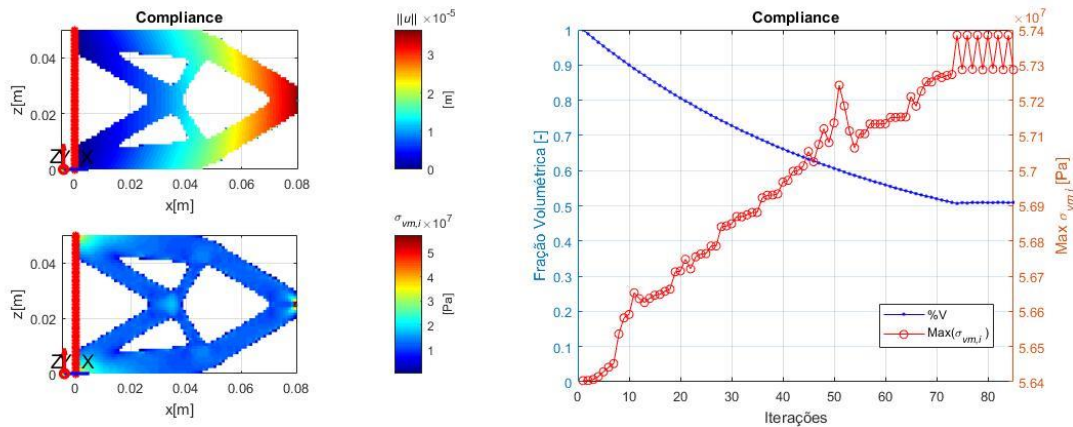 Compliance
||u|| ×10⁻⁵
0.04
0.02
0
z[m]
ZY X
0 0.02 0.04 0.06 0.08
x[m]
3
2
1
0
[m]
σvm,i ×10⁷
0.04
0.02
0
z[m]
ZY X
0 0.02 0.04 0.06 0.08
x[m]
5
4
3
2
1
[Pa]
Compliance
×10⁷
1
0.9
0.8
0.7
0.6
0.5
0.4
0.3
0.2
0.1
0
Fração Volumétrica [-]
0 10 20 30 40 50 60 70 80
Iterações
5.74
5.73
5.72
5.71
5.7
5.69
5.68
5.67
5.66
5.65
5.64
Max σvm,i [Pa]
%V
Max(σvm,i)